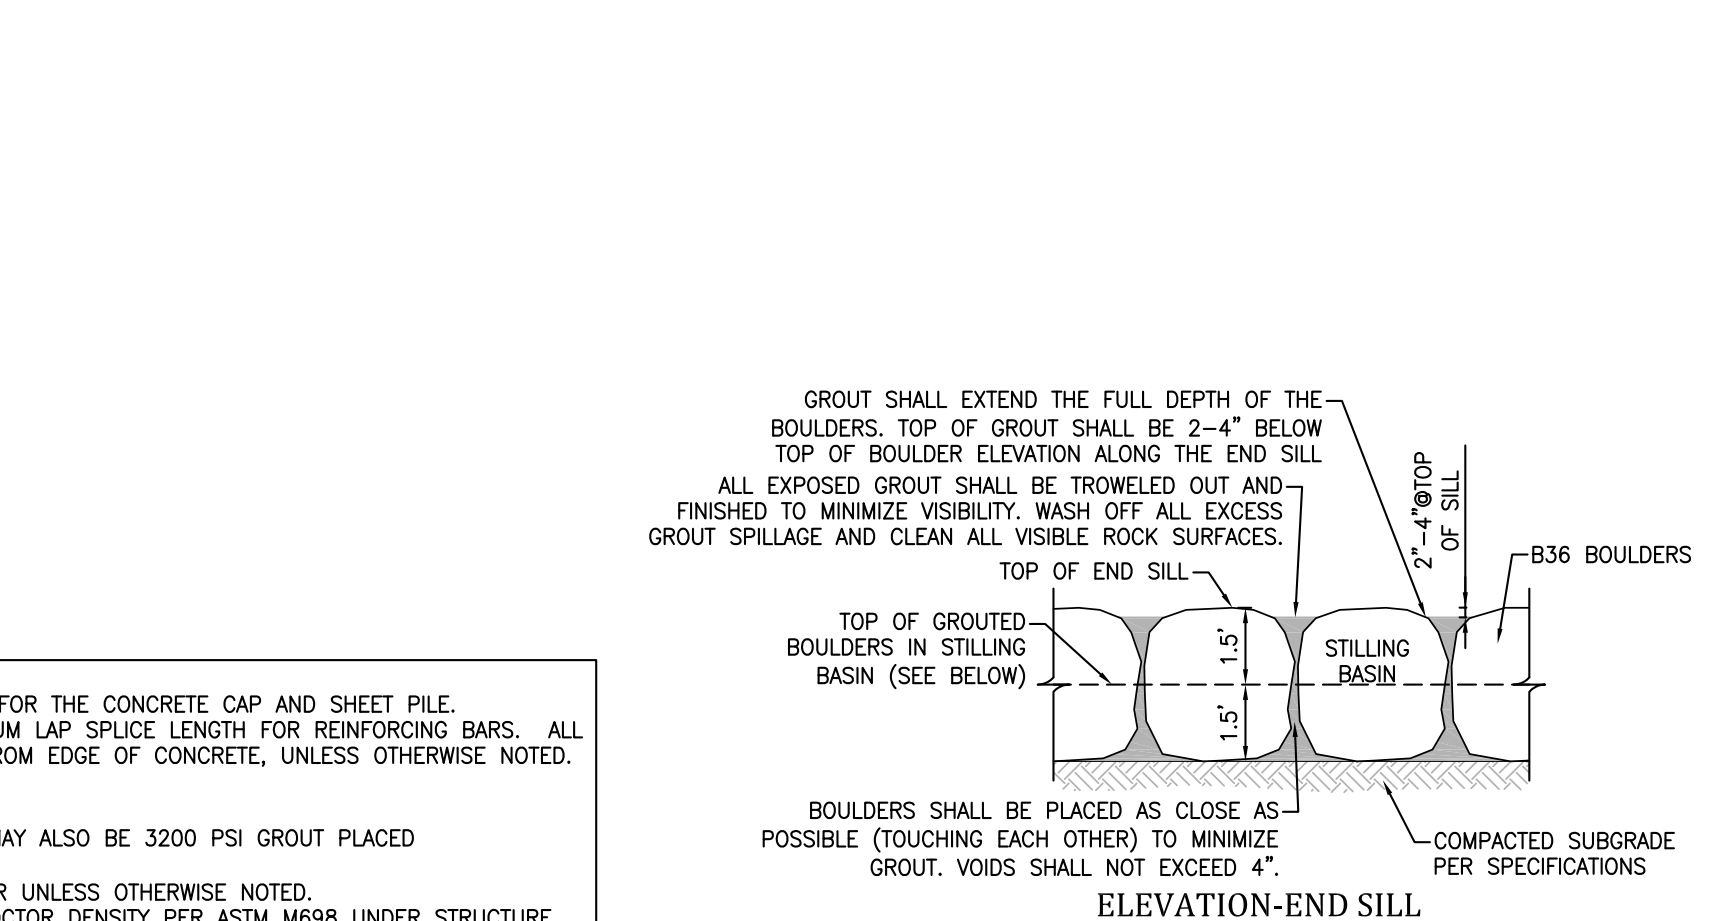 GROUT SHALL EXTEND THE FULL DEPTH OF THE
BOULDERS. TOP OF GROUT SHALL BE 2-4" BELOW
TOP OF BOULDER ELEVATION ALONG THE END SILL
ALL EXPOSED GROUT SHALL BE TROWELED OUT AND
FINISHED TO MINIMIZE VISIBILITY. WASH OFF ALL EXCESS
GROUT SPILLAGE AND CLEAN ALL VISIBLE ROCK SURFACES.
TOP OF END SILL
2"-4"@TOP
OF SILL
B36 BOULDERS
TOP OF GROUTED
BOULDERS IN STILLING
BASIN (SEE BELOW)
1.5'
1.5'
STILLING
BASIN
BOULDERS SHALL BE PLACED AS CLOSE AS
POSSIBLE (TOUCHING EACH OTHER) TO MINIMIZE
GROUT. VOIDS SHALL NOT EXCEED 4".
COMPACTED SUBGRADE
PER SPECIFICATIONS
ELEVATION-END SILL
FOR THE CONCRETE CAP AND SHEET PILE.
LAP SPLICE LENGTH FOR REINFORCING BARS. ALL
EDGE OF CONCRETE, UNLESS OTHERWISE NOTED.
ALSO BE 3200 PSI GROUT PLACED
UNLESS OTHERWISE NOTED.
DENSITY PER ASTM M698 UNDER STRUCTURE